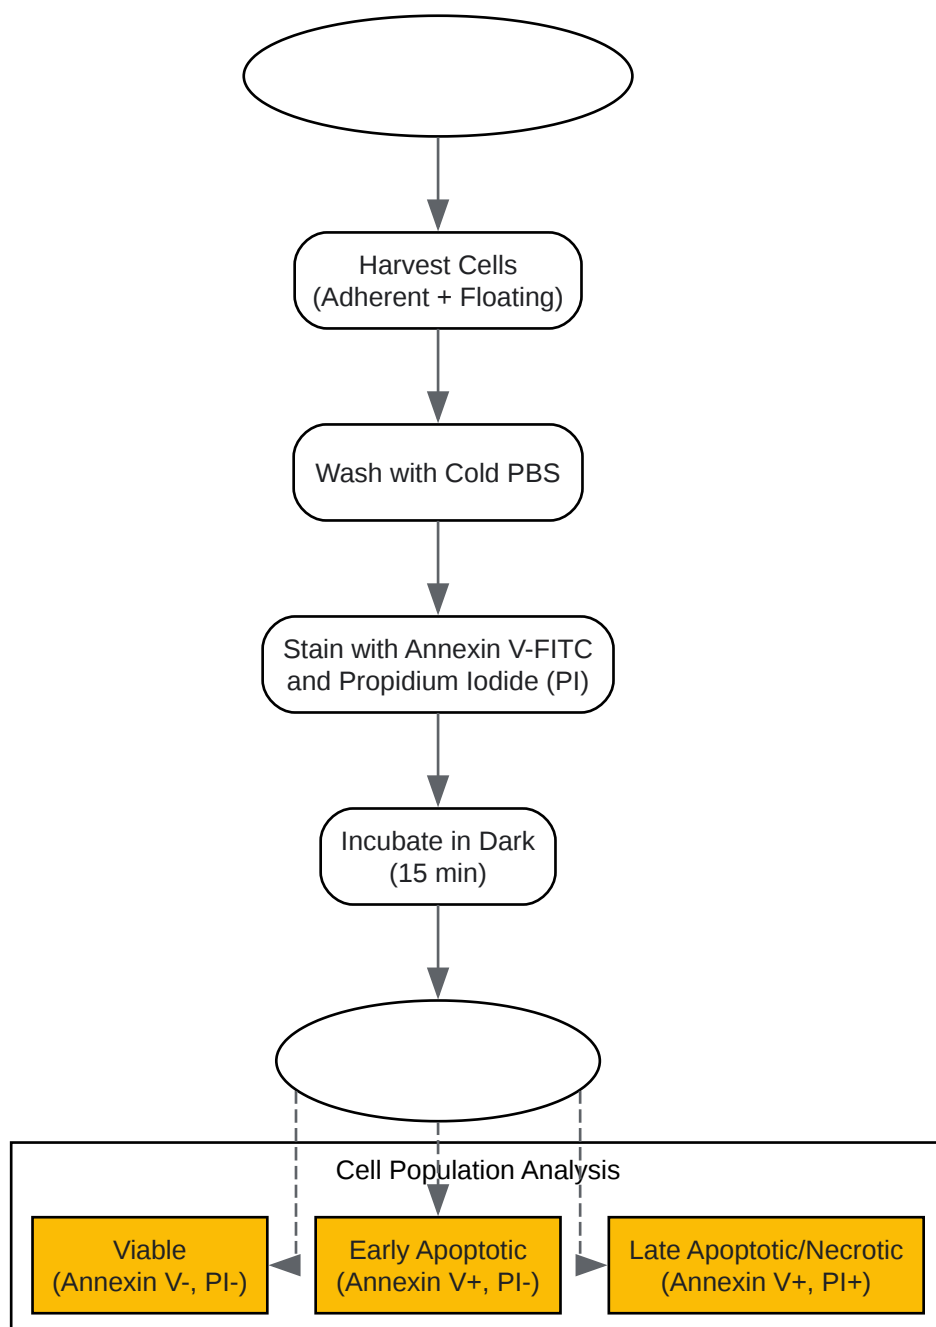 Harvest Cells
(Adherent + Floating)
Wash with Cold PBS
Stain with Annexin V-FITC
and Propidium Iodide (PI)
Incubate in Dark
(15 min)
Cell Population Analysis
Viable
(Annexin V-, PI-)
Early Apoptotic
(Annexin V+, PI-)
Late Apoptotic/Necrotic
(Annexin V+, PI+)